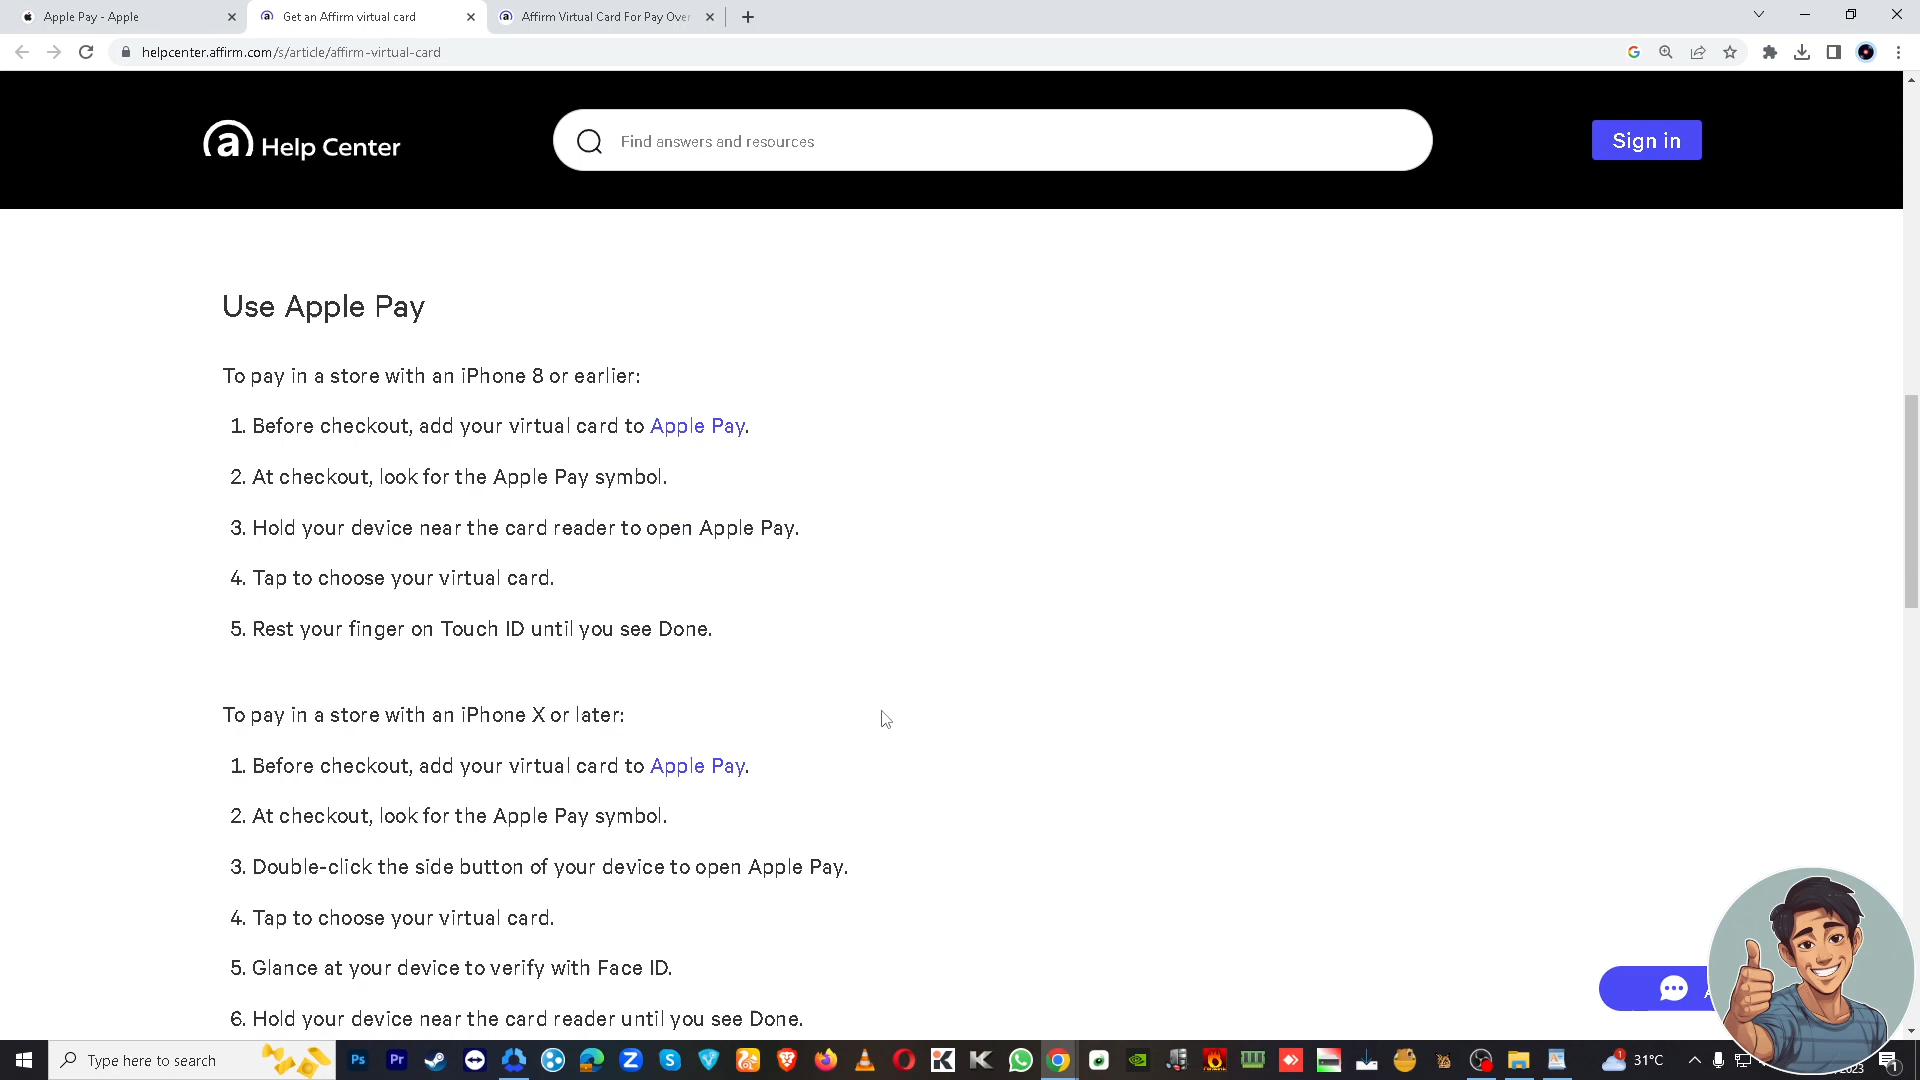 Apple Pay - Apple
Get an Affirm virtual card
Affirm Virtual Card For Pay Over
helpcenter.affirm.com/s/article/affirm-virtual-card
a Help Center
Find answers and resources
Sign in
Use Apple Pay
To pay in a store with an iPhone 8 or earlier:
1. Before checkout, add your virtual card to Apple Pay.
2. At checkout, look for the Apple Pay symbol.
3. Hold your device near the card reader to open Apple Pay.
4. Tap to choose your virtual card.
5. Rest your finger on Touch ID until you see Done.
To pay in a store with an iPhone X or later:
1. Before checkout, add your virtual card to Apple Pay.
2. At checkout, look for the Apple Pay symbol.
3. Double-click the side button of your device to open Apple Pay.
4. Tap to choose your virtual card.
5. Glance at your device to verify with Face ID.
6. Hold your device near the card reader until you see Done.
Type here to search
31°C